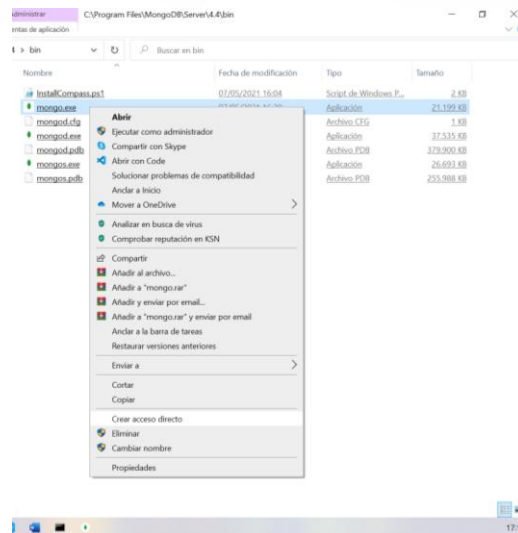 Administrar C:\Program Files\MongoDB\Server\4.4\bin
entas de aplicación
bin Buscar en bin
Nombre Fecha de modificación Tipo Tamaño
InstallCompass.ps1 07/05/2021 16:04 Script de Windows P... 2 KB
mongo.exe 07/05/2021 16:20 Aplicación 21.199 KB
mongod.cfg Archivo CFG 1 KB
mongod.exe Aplicación 37.535 KB
mongod.pdb Archivo PDB 379.900 KB
mongos.exe Aplicación 26.693 KB
mongos.pdb Archivo PDB 255.988 KB
Abrir
Ejecutar como administrador
Compartir con Skype
Abrir con Code
Solucionar problemas de compatibilidad
Anclar a Inicio
Mover a OneDrive
Analizar en busca de virus
Comprobar reputación en KSN
Compartir
Añadir al archivo...
Añadir a "mongo.rar"
Añadir y enviar por email...
Añadir a "mongo.rar" y enviar por email
Anclar a la barra de tareas
Restaurar versiones anteriores
Enviar a
Cortar
Copiar
Crear acceso directo
Eliminar
Cambiar nombre
Propiedades